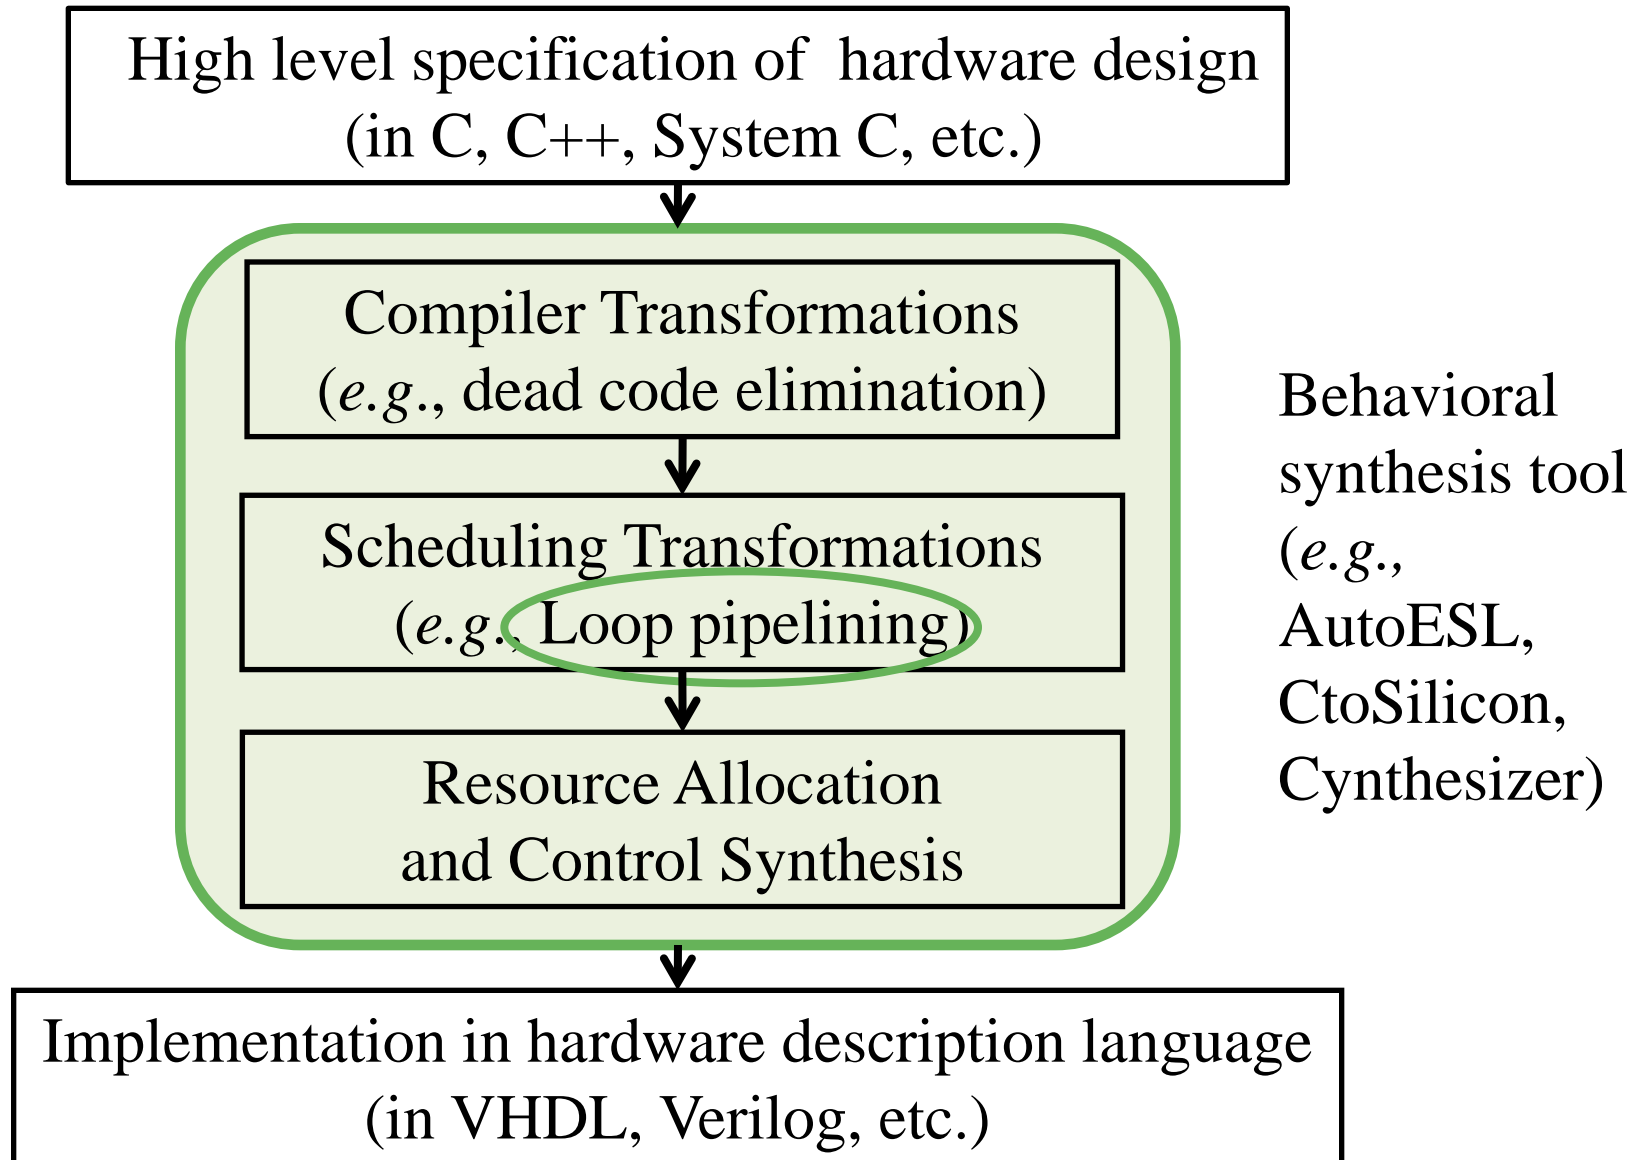 High level specification of hardware design
(in C, C++, System C, etc.)
Compiler Transformations
(e.g., dead code elimination)
Scheduling Transformations
(e.g., Loop pipelining)
Resource Allocation
and Control Synthesis
Behavioral
synthesis tool
(e.g.,
AutoESL,
CtoSilicon,
Cynthesizer)
Implementation in hardware description language
(in VHDL, Verilog, etc.)